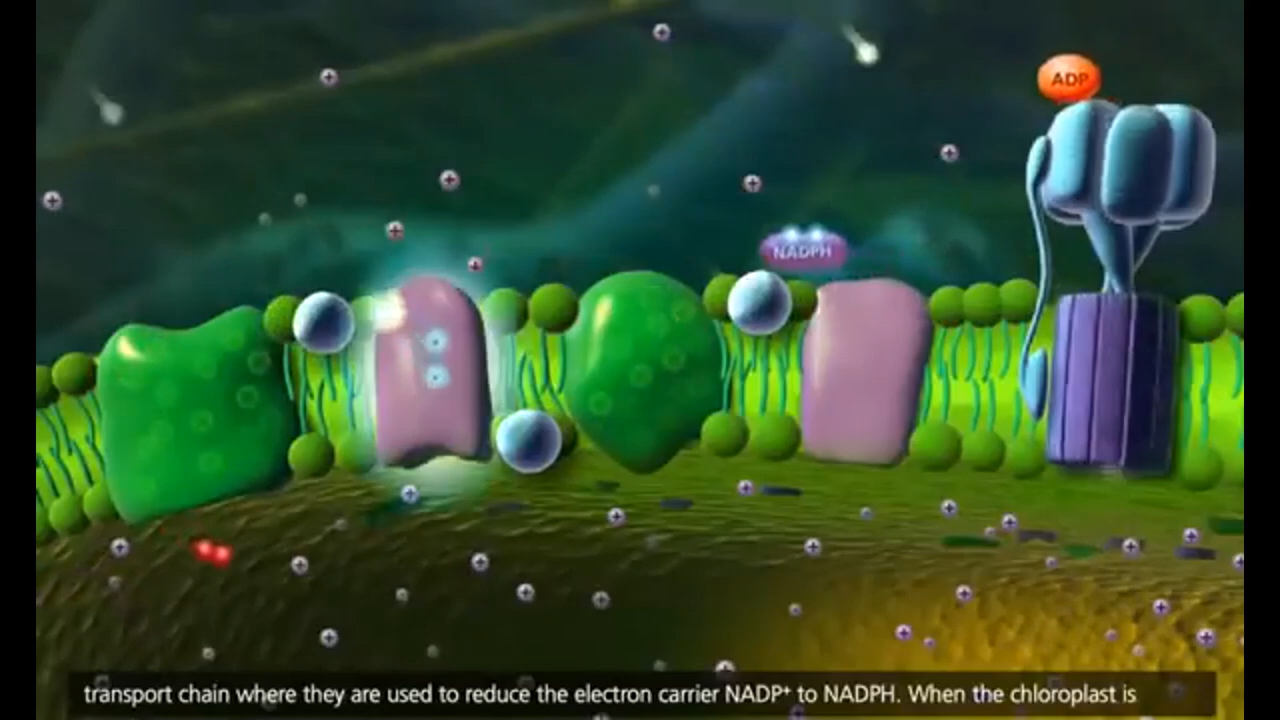 ADP
NADPH
transport chain where they are used to reduce the electron carrier NADP⁺ to NADPH. When the chloroplast is